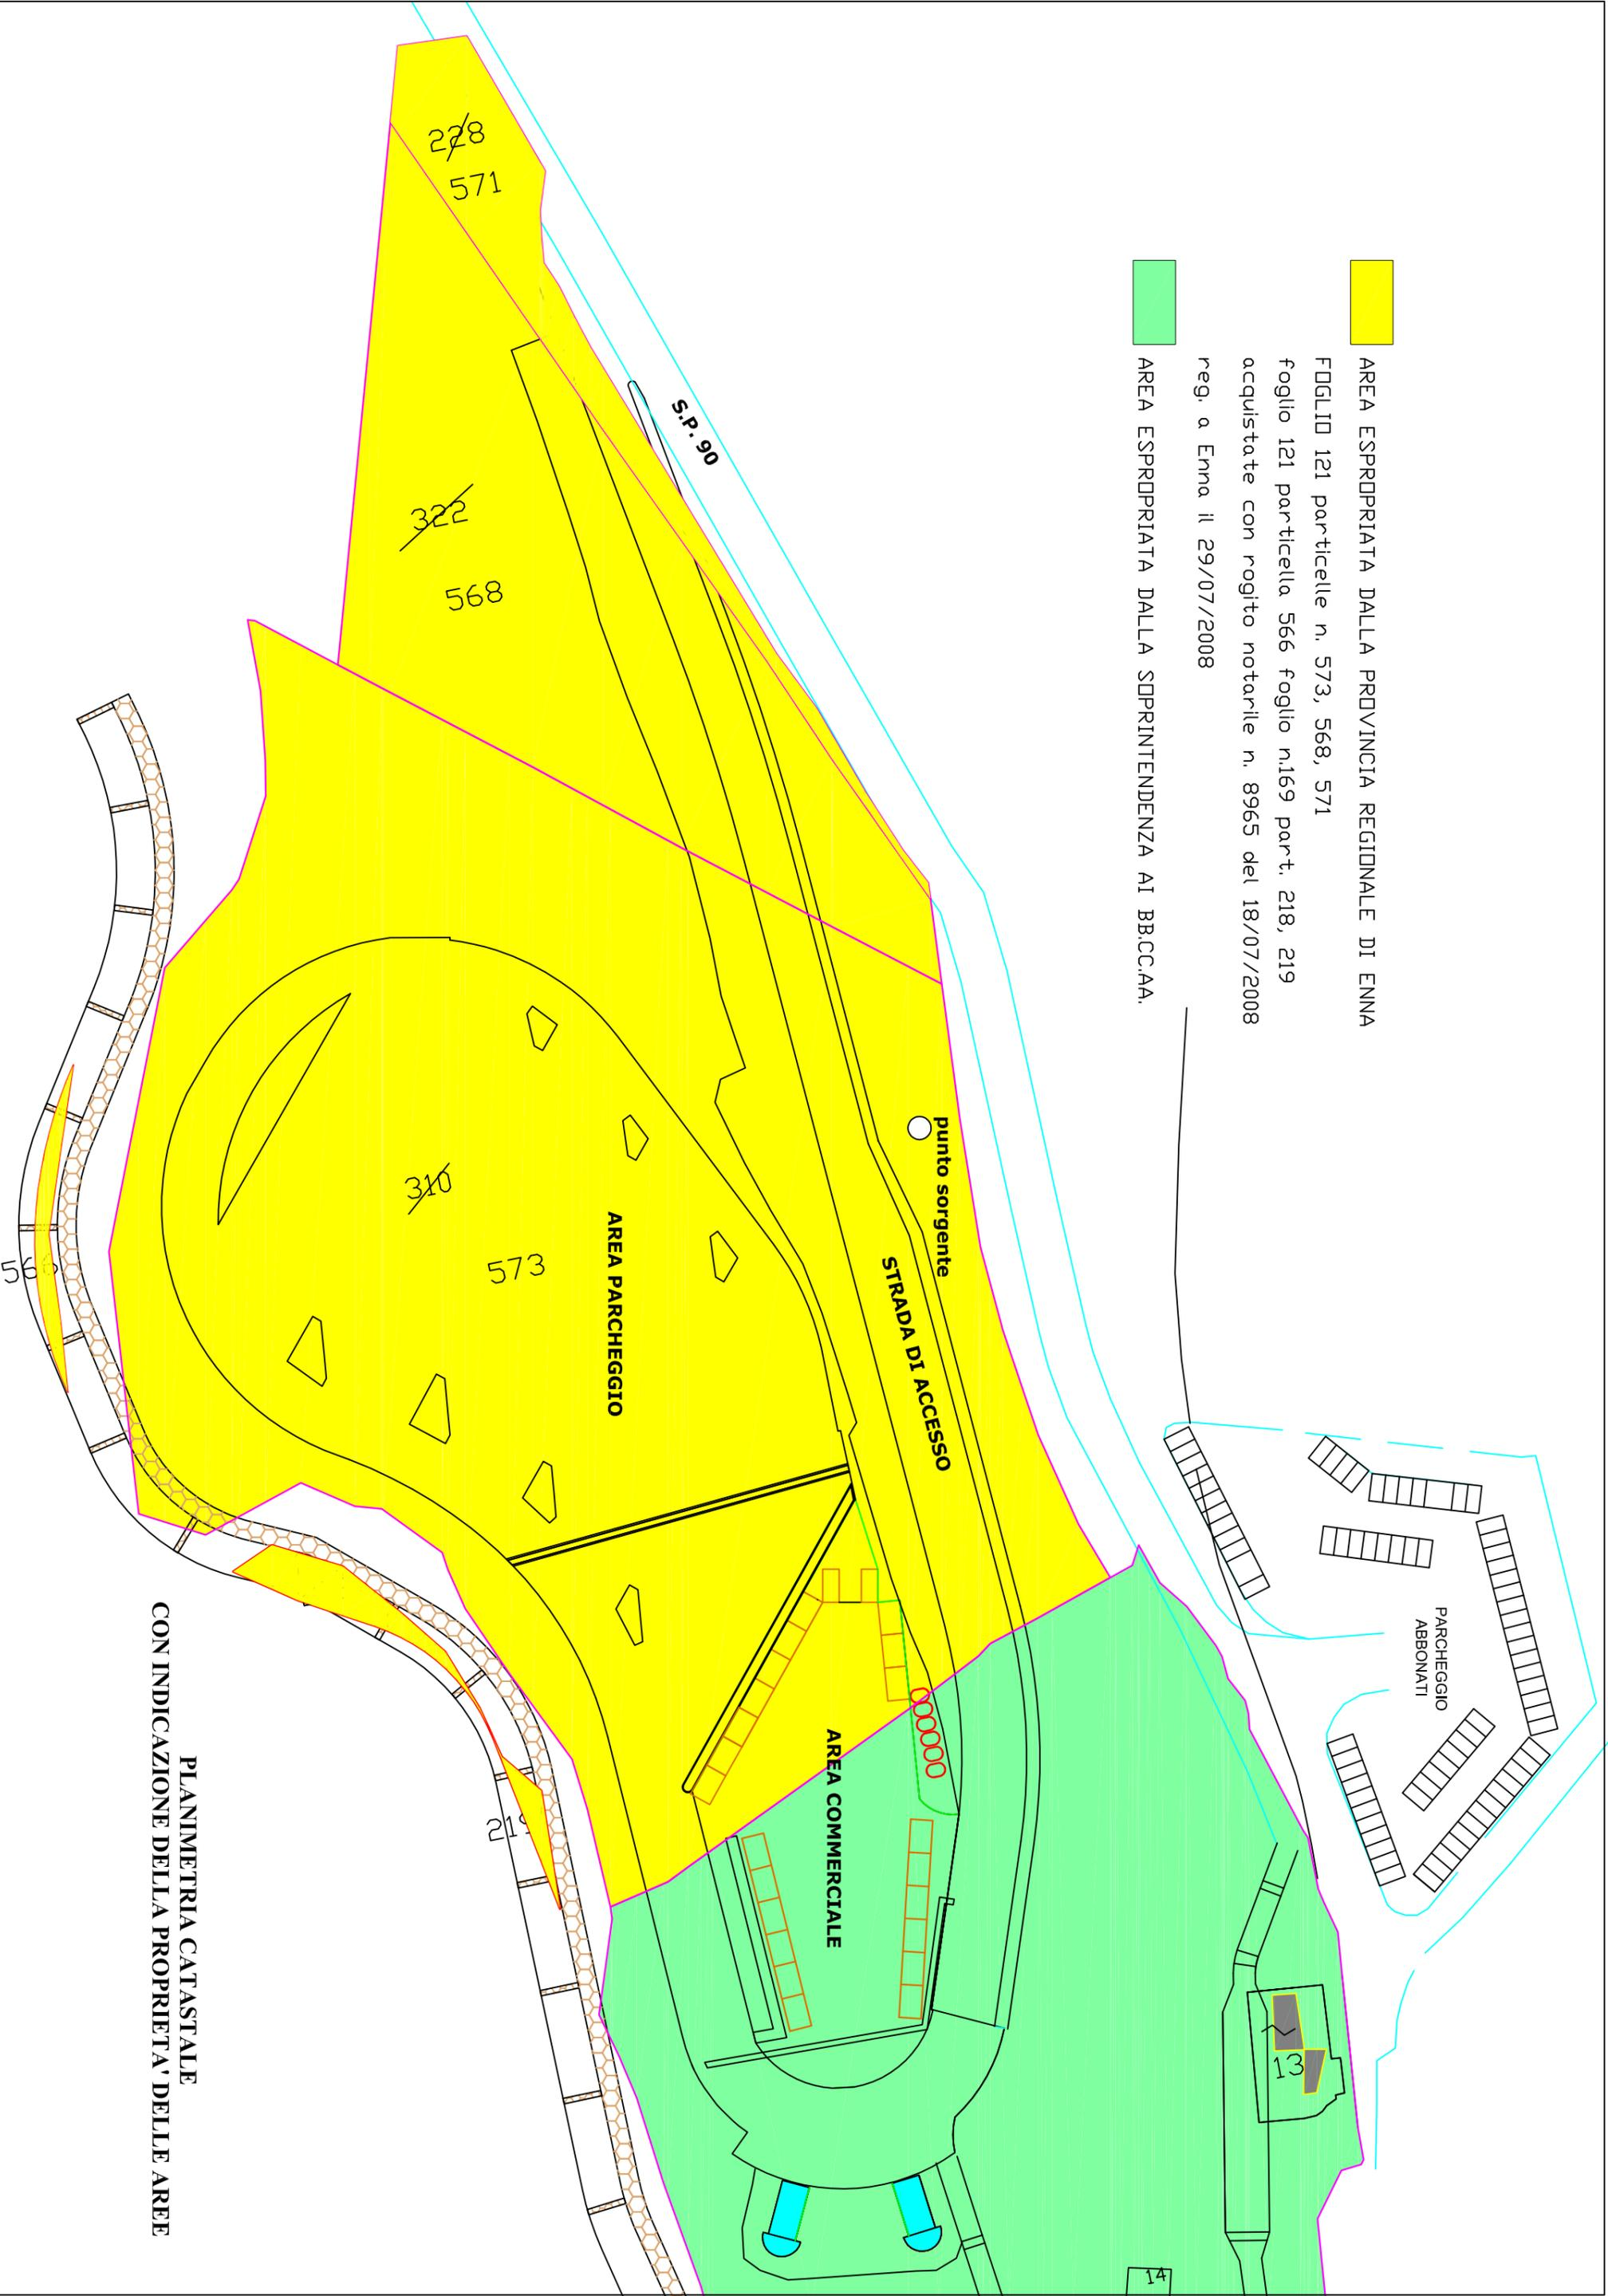 AREA ESPROPRIATA DALLA PROVINCIA REGIONALE DI ENNA
FOGLIO 121 particelle n. 573, 568, 571
foglio 121 particella 566 foglio n.169 part. 218, 219
acquistate con rogito notarile n. 8965 del 18/07/2008
reg. a Enna il 29/07/2008
AREA ESPROPRIATA DALLA SOPRINTENDENZA AI BB.CC.AA.
228
571
S.P. 90
322
568
punto sorgente
STRADA DI ACCESSO
310
573
AREA PARCHEGGIO
PARCHEGGIO
ABBONATI
AREA COMMERCIALE
13
14
PLANIMETRIA CATASTALE
CON INDICAZIONE DELLA PROPRIETA' DELLE AREE